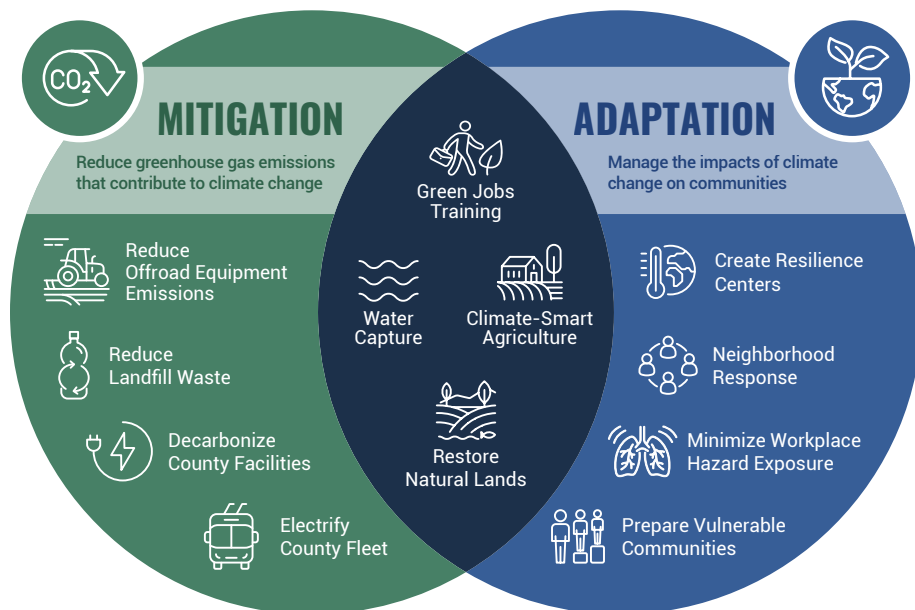 CO₂
MITIGATION
Reduce greenhouse gas emissions
that contribute to climate change
Reduce
Offroad Equipment
Emissions
Reduce
Landfill Waste
Decarbonize
County Facilities
Electrify
County Fleet
Green Jobs
Training
Water
Capture
Climate-Smart
Agriculture
Restore
Natural Lands
ADAPTATION
Manage the impacts of climate
change on communities
Create Resilience
Centers
Neighborhood
Response
Minimize Workplace
Hazard Exposure
Prepare Vulnerable
Communities